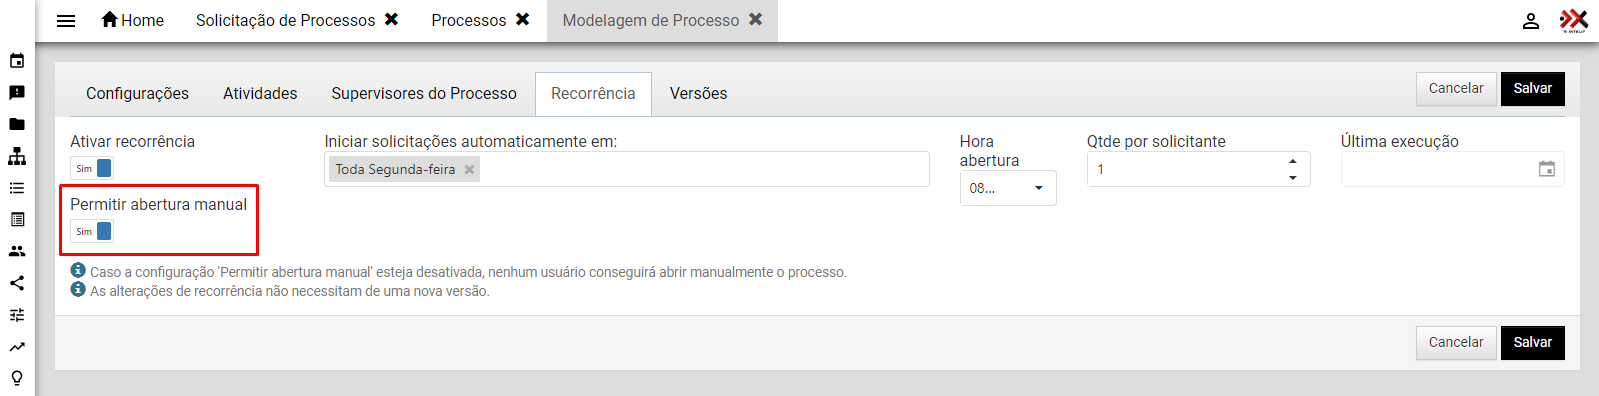 Home Solicitação de Processos Processos Modelagem de Processo
Configurações Atividades Supervisores do Processo Recorrência Versões Cancelar Salvar
Ativar recorrência Iniciar solicitações automaticamente em: Hora abertura Qtde por solicitante Última execução
Sim Toda Segunda-feira 08... 1
Permitir abertura manual
Sim
Caso a configuração 'Permitir abertura manual' esteja desativada, nenhum usuário conseguirá abrir manualmente o processo.
As alterações de recorrência não necessitam de uma nova versão.
Cancelar Salvar